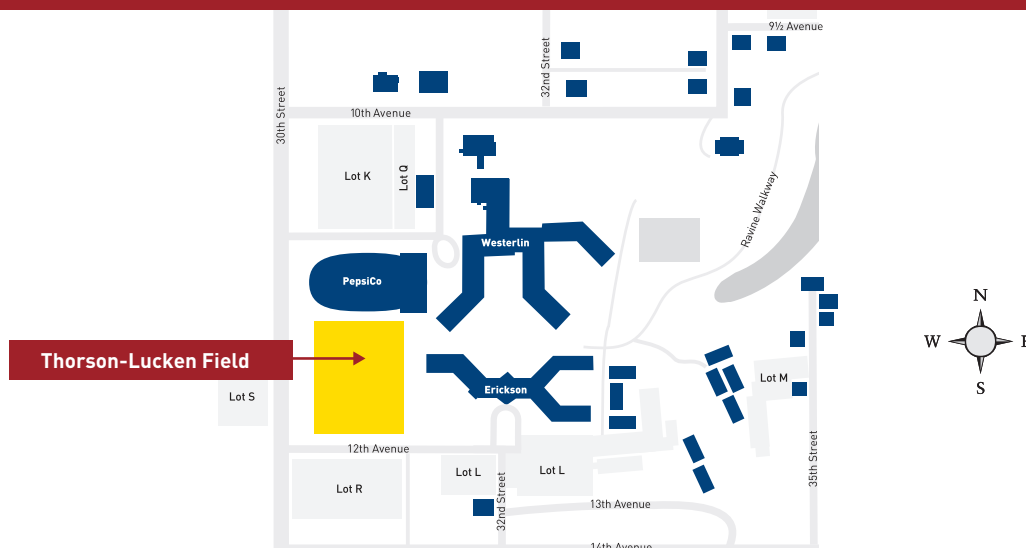 9½ Avenue
32nd Street
30th Street
10th Avenue
Lot K
Lot Q
Ravine Walkway
Westerlin
PepsiCo
N
W
E
S
Thorson-Lucken Field
Lot S
Erickson
Lot M
12th Avenue
35th Street
Lot L
Lot L
Lot R
32nd Street
13th Avenue
14th Avenue